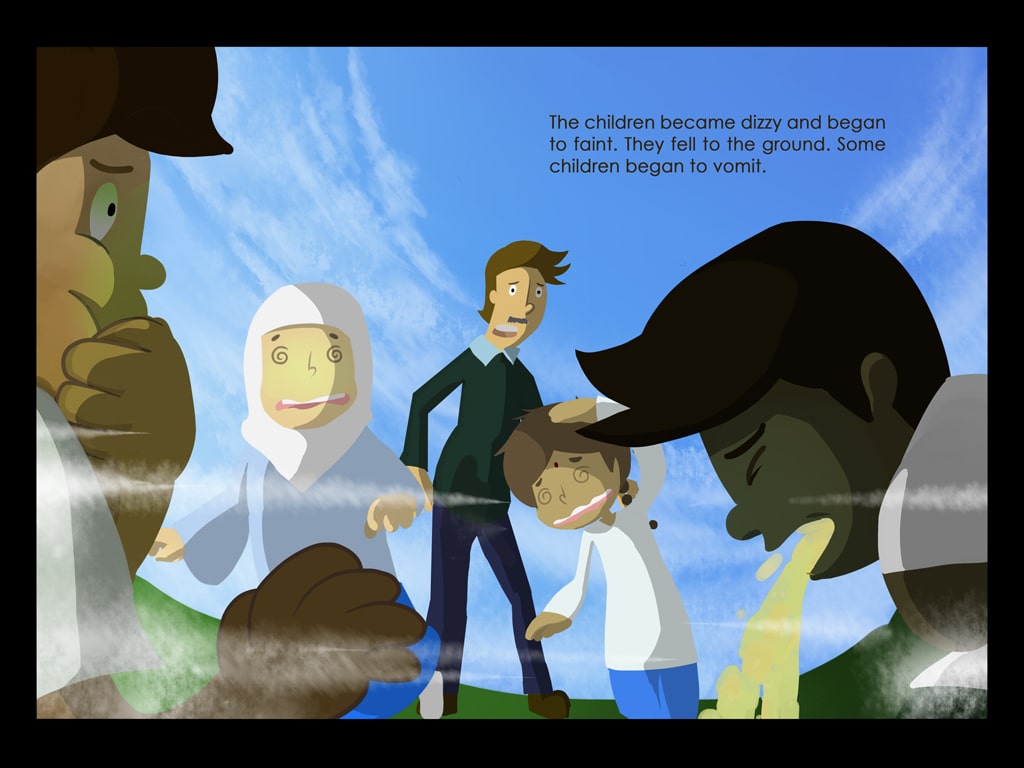 The children became dizzy and began
to faint. They fell to the ground. Some
children began to vomit.